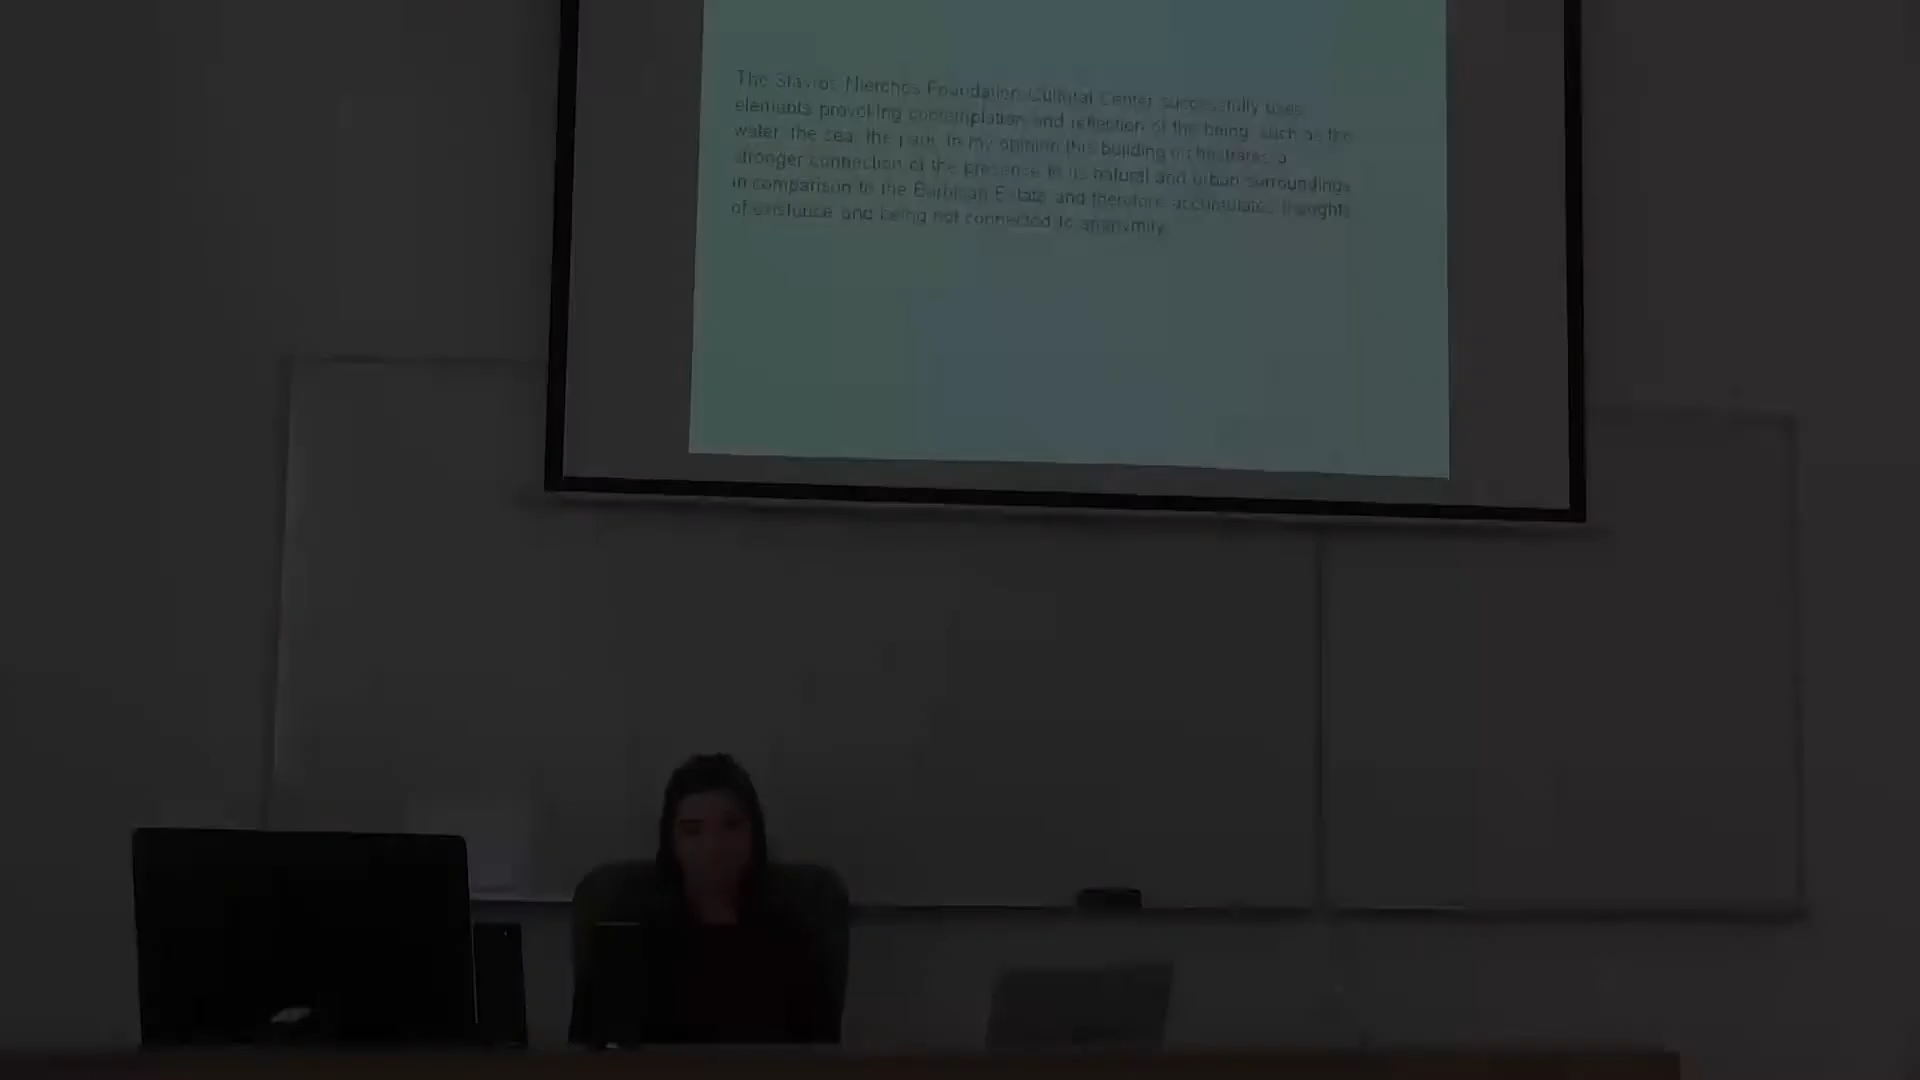 The Stavros Niarchos Foundation Cultural Center successfully uses
elements provoking contemplation and reflection of the being, such as the
water, the sea, the park. In my opinion this building orchestrates a
stronger connection of the presence to its natural and urban surroundings
in comparison to the Barbican Estate and therefore accumulates thoughts
of existence and being not connected to anonymity.